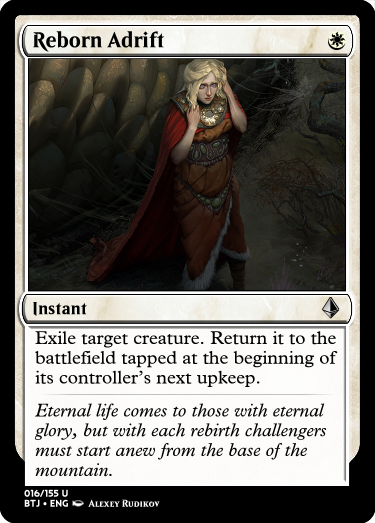 Reborn Adrift
Instant
Exile target creature. Return it to the
battlefield tapped at the beginning of
its controller's next upkeep.
Eternal life comes to those with eternal
glory, but with each rebirth challengers
must start anew from the base of the
mountain.
016/155 U
BTJ • ENG Alexey Rudikov